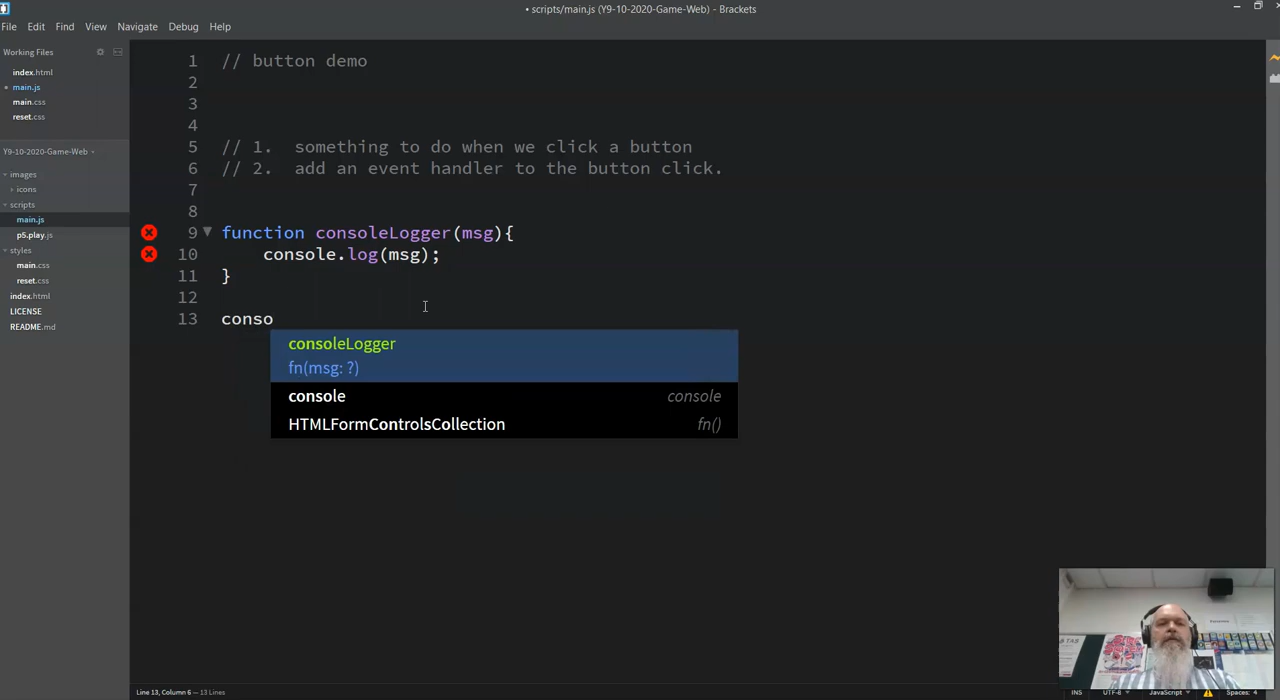 • scripts/main.js (Y9-10-2020-Game-Web) - Brackets
File Edit Find View Navigate Debug Help
Working Files
index.html
• main.js
main.css
reset.css
Y9-10-2020-Game-Web
images
icons
scripts
main.js
p5.play.js
styles
main.css
reset.css
index.html
LICENSE
README.md
1 // button demo
2
3
4
5 // 1. something to do when we click a button
6 // 2. add an event handler to the button click.
7
8
9 function consoleLogger(msg){
10 console.log(msg);
11 }
12
13 conso
consoleLogger
fn(msg: ?)
console console
HTMLFormControlsCollection fn()
Line 13, Column 6 — 13 Lines
INS UTF-8 JavaScript Spaces: 4